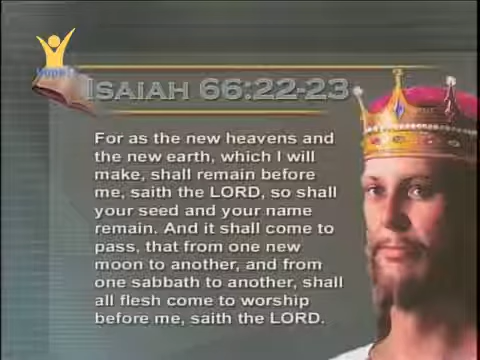 Isaiah 66:22-23
For as the new heavens and
the new earth, which I will
make, shall remain before
me, saith the LORD, so shall
your seed and your name
remain. And it shall come to
pass, that from one new
moon to another, and from
one sabbath to another, shall
all flesh come to worship
before me, saith the LORD.